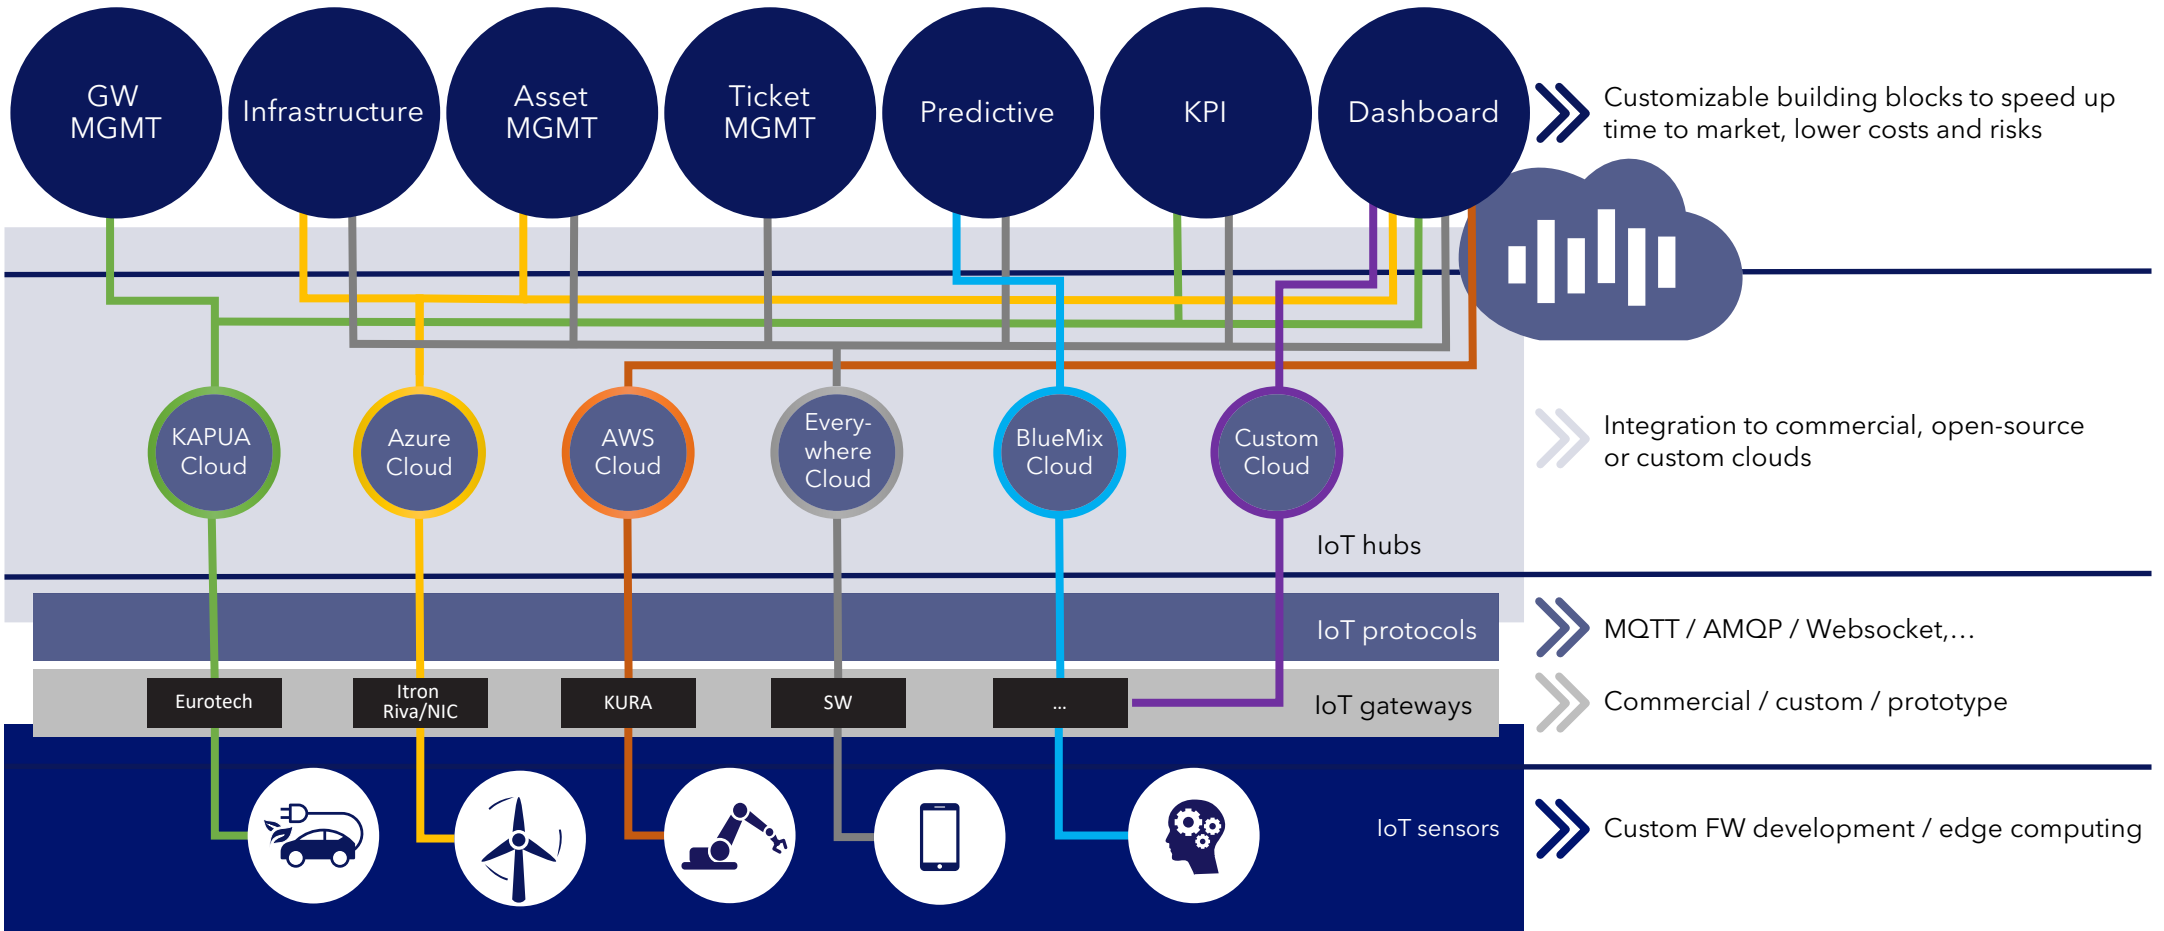 GW
MGMT
Infrastructure
Asset
MGMT
Ticket
MGMT
Predictive
KPI
Dashboard
Customizable building blocks to speed up
time to market, lower costs and risks
KAPUA
Cloud
Azure
Cloud
AWS
Cloud
Every-
where
Cloud
BlueMix
Cloud
Custom
Cloud
Integration to commercial, open-source
or custom clouds
IoT hubs
IoT protocols
MQTT / AMQP / Websocket,...
Eurotech
Itron
Riva/NIC
KURA
SW
...
IoT gateways
Commercial / custom / prototype
IoT sensors
Custom FW development / edge computing